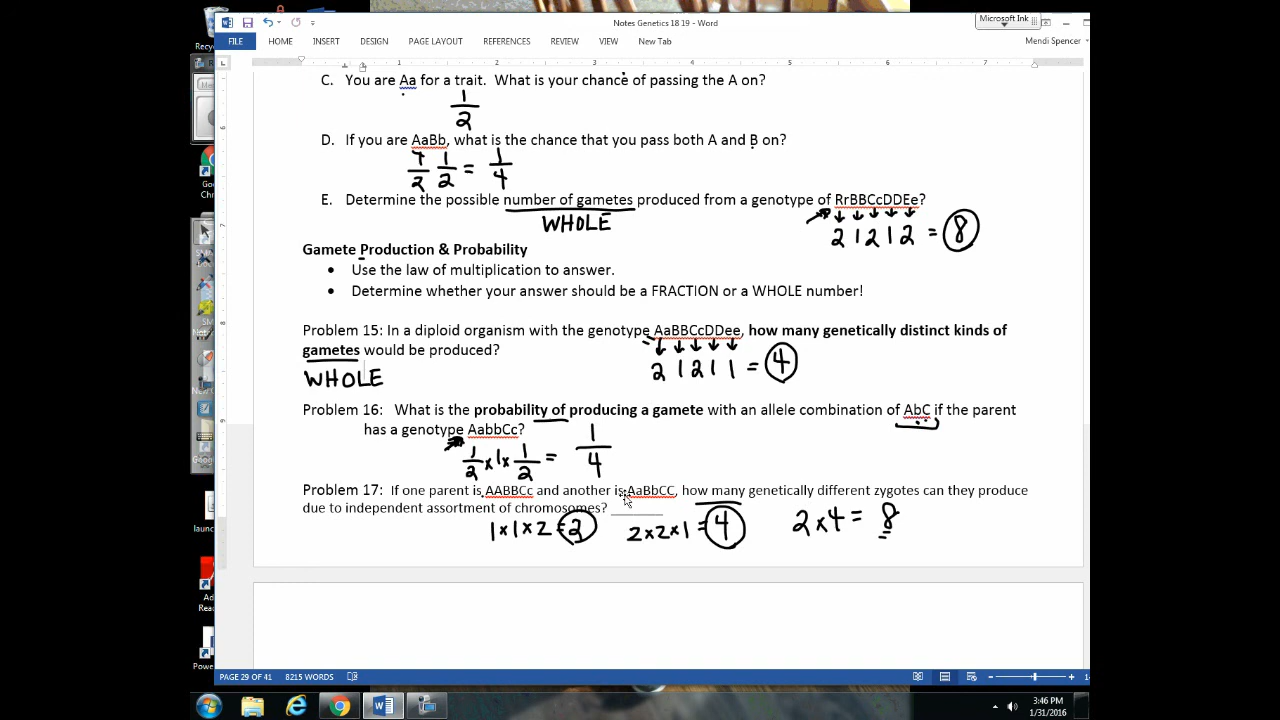 Notes Genetics 18 19 - Word
Microsoft Ink
FILE HOME INSERT DESIGN PAGE LAYOUT REFERENCES REVIEW VIEW New Tab
Mendi Spencer
C. You are Aa for a trait. What is your chance of passing the A on?
1/2
D. If you are AaBb, what is the chance that you pass both A and B on?
1/2 1/2 = 1/4
E. Determine the possible number of gametes produced from a genotype of RrBBCcDDEe?
WHOLE
2 1 2 1 2 = 8
Gamete Production & Probability
• Use the law of multiplication to answer.
• Determine whether your answer should be a FRACTION or a WHOLE number!
Problem 15: In a diploid organism with the genotype AaBBCcDDee, how many genetically distinct kinds of
gametes would be produced?
WHOLE
2 1 2 1 1 = 4
Problem 16: What is the probability of producing a gamete with an allele combination of AbC if the parent
has a genotype AabbCc?
1/2 x 1 x 1/2 = 1/4
Problem 17: If one parent is AABBCc and another is AaBbCC, how many genetically different zygotes can they produce
due to independent assortment of chromosomes? ________
1 x 1 x 2 = 2 2 x 2 x 1 = 4 2 x 4 = 8
PAGE 29 OF 41 8215 WORDS
3:46 PM
1/31/2016